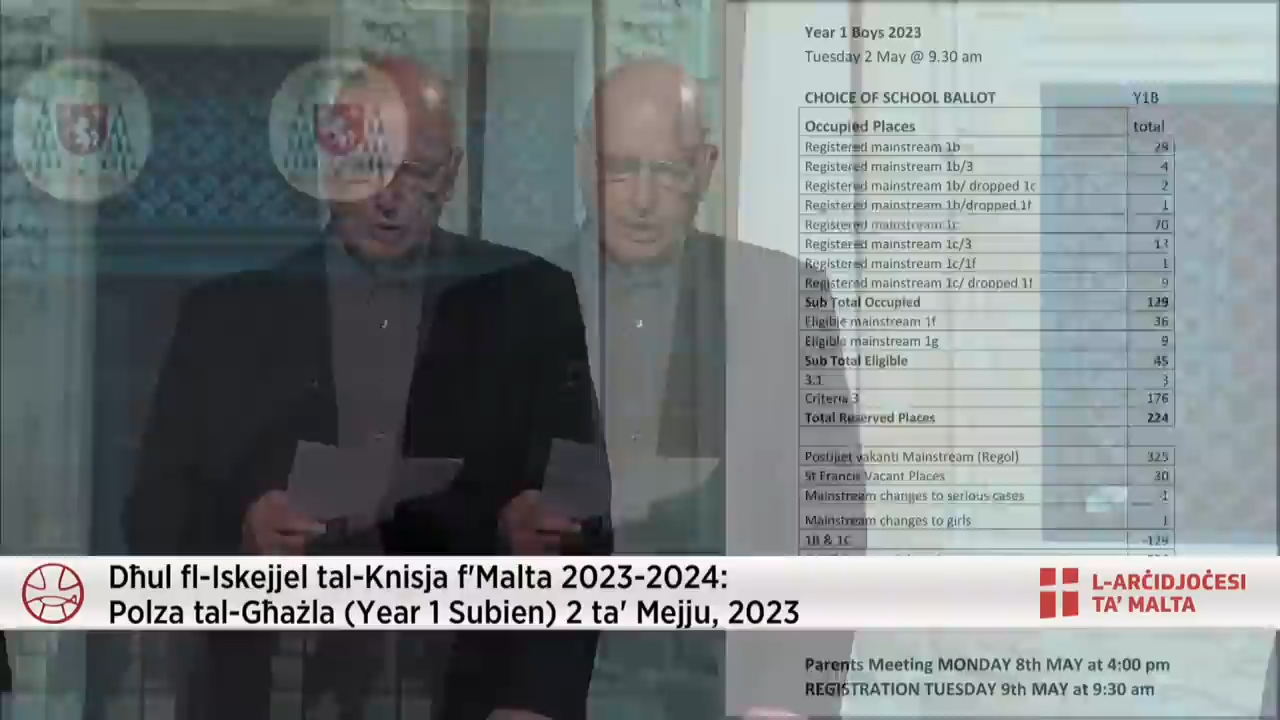 Year 1 Boys 2023
Tuesday 2 May @ 9.30 am
CHOICE OF SCHOOL BALLOT Y1B
Occupied Places total
Registered mainstream 1b 29
Registered mainstream 1b/3 4
Registered mainstream 1b/ dropped 1c 2
Registered mainstream 1b/dropped 1f 1
Registered mainstream 1c 70
Registered mainstream 1c/3 13
Registered mainstream 1c/1f 1
Registered mainstream 1c/ dropped 1f 9
Sub Total Occupied 129
Eligible mainstream 1f 36
Eligible mainstream 1g 9
Sub Total Eligible 45
3.1 3
Criteria 3 176
Total Reserved Places 224
Postijiet vakanti Mainstream (Regol) 325
St Francis Vacant Places 30
Mainstream changes to serious cases -1
Mainstream changes to girls 1
1B & 1C -129
Dħul fl-Iskejjel tal-Knisja f'Malta 2023-2024:
Polza tal-Għażla (Year 1 Subien) 2 ta' Mejju, 2023
L-ARĊIDJOĊESI
TA' MALTA
Parents Meeting MONDAY 8th MAY at 4:00 pm
REGISTRATION TUESDAY 9th MAY at 9:30 am